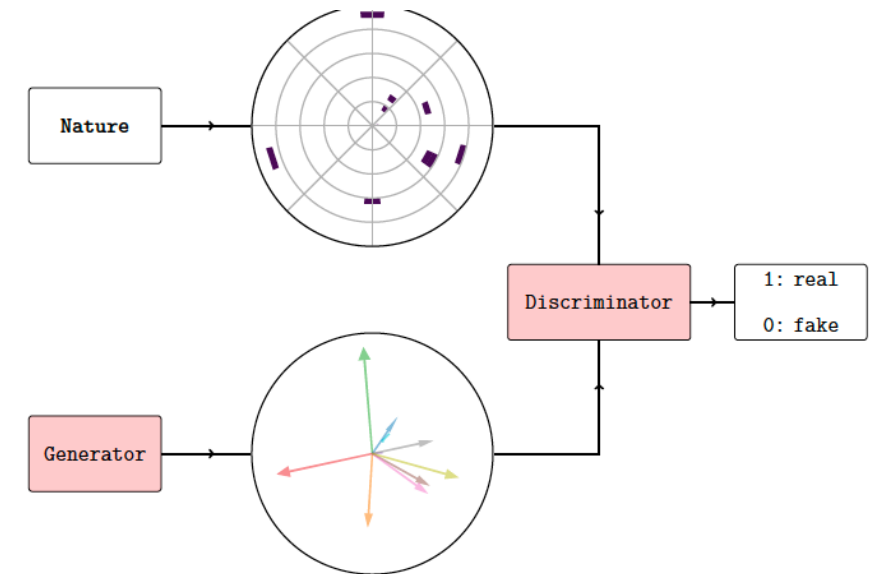 Nature
Generator
Discriminator
1: real
0: fake